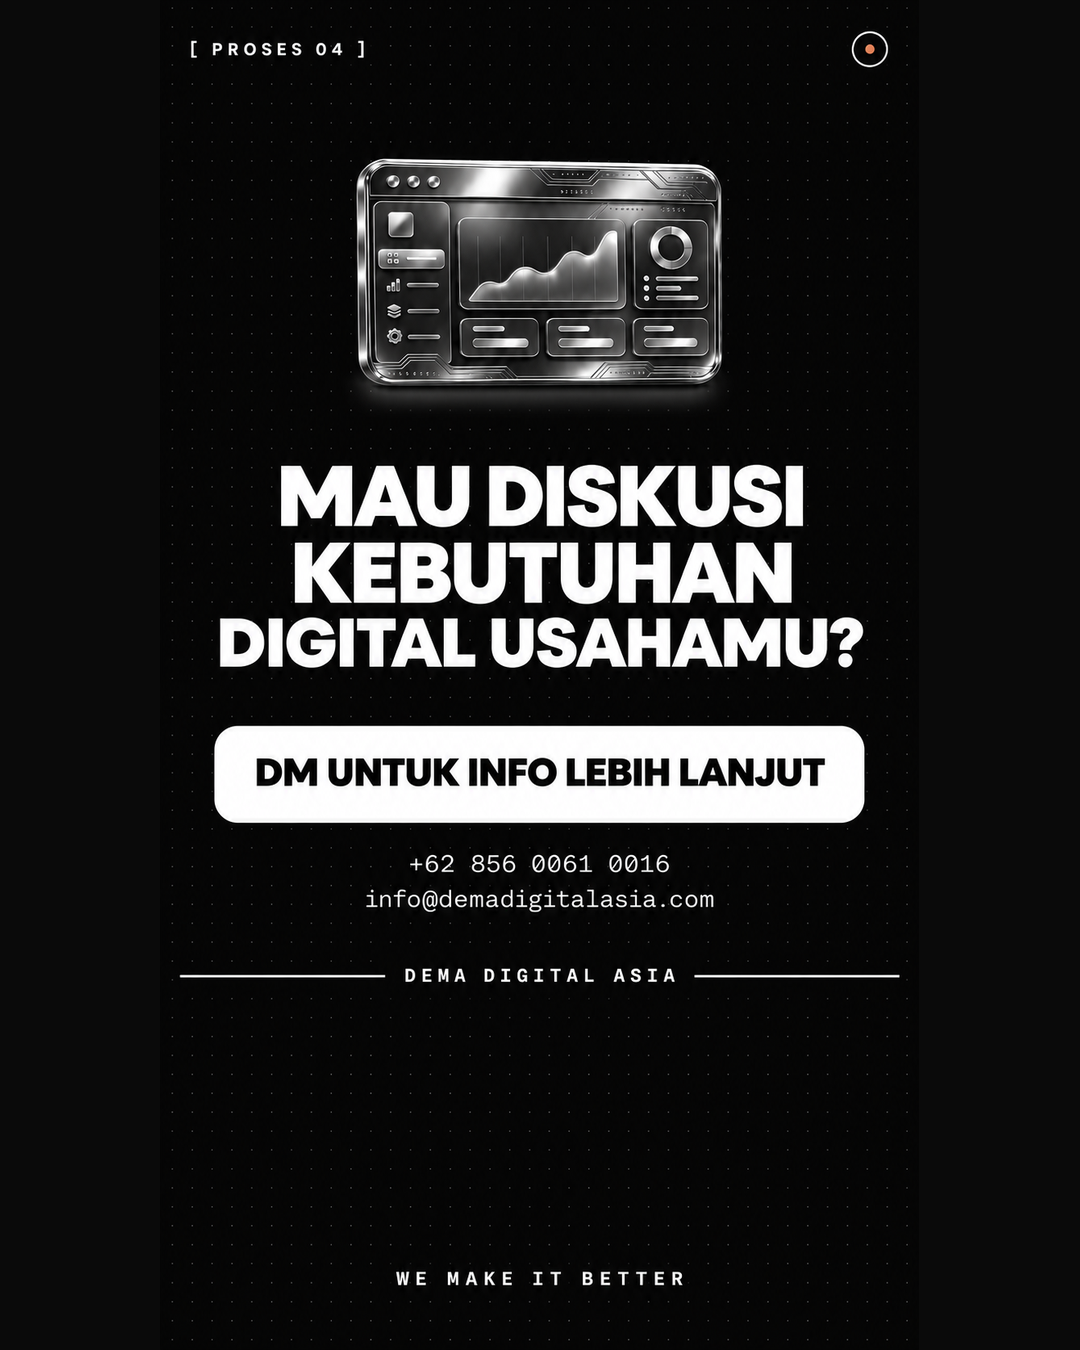 [ PROSES 04 ]
MAU DISKUSI
KEBUTUHAN
DIGITAL USAHAMU?
DM UNTUK INFO LEBIH LANJUT
+62 856 0061 0016
info@demadigitalasia.com
DEMA DIGITAL ASIA
WE MAKE IT BETTER